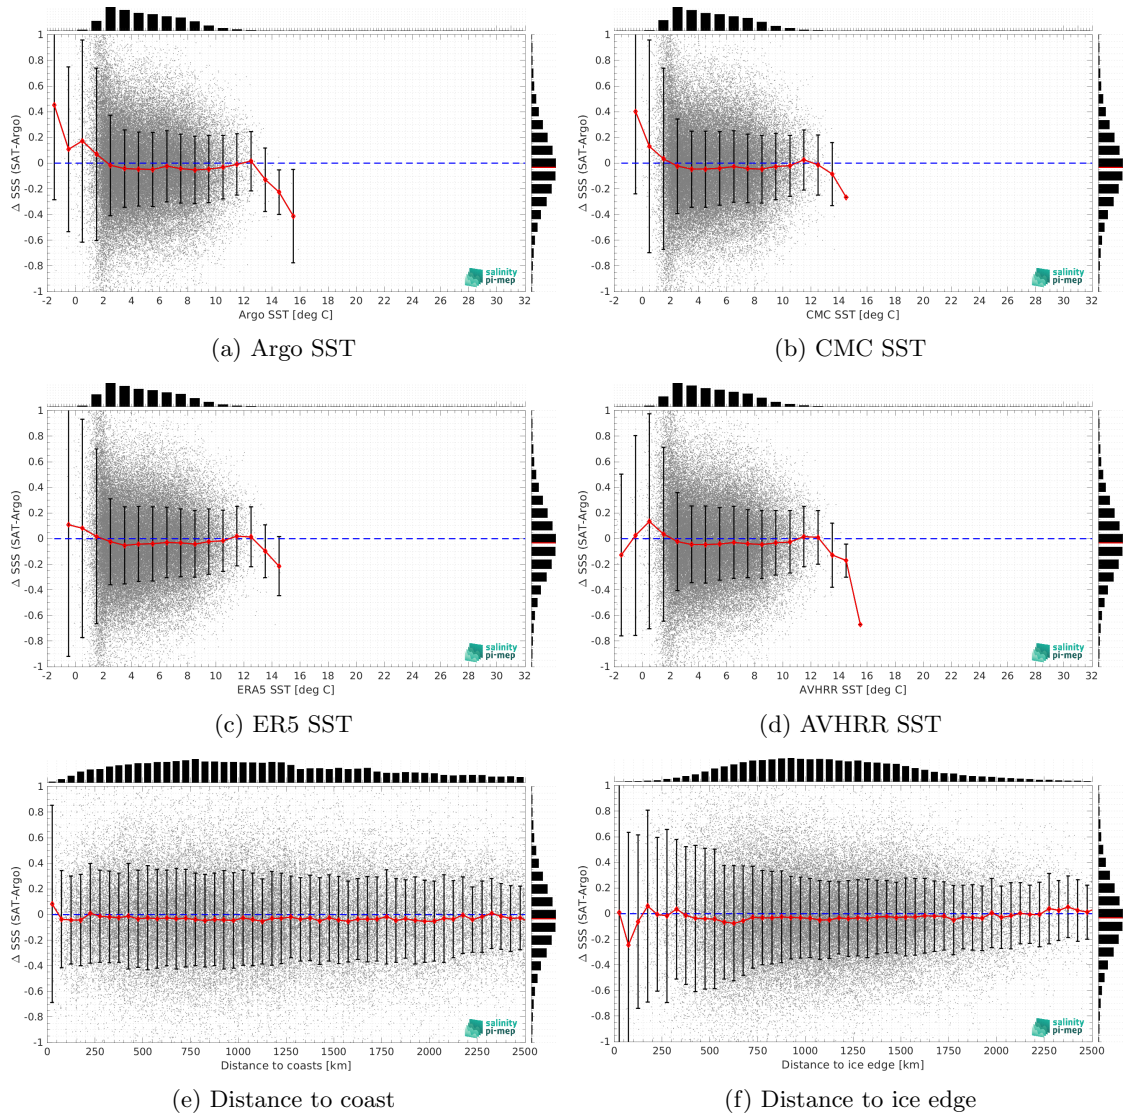 1
0.8
0.6
0.4
0.2
0
-0.2
-0.4
-0.6
-0.8
-1
Δ SSS (SAT-Argo)
salinity
pi-mep
-2 0 2 4 6 8 10 12 14 16 18 20 22 24 26 28 30 32
Argo SST [deg C]
(a) Argo SST
1
0.8
0.6
0.4
0.2
0
-0.2
-0.4
-0.6
-0.8
-1
Δ SSS (SAT-Argo)
salinity
pi-mep
-2 0 2 4 6 8 10 12 14 16 18 20 22 24 26 28 30 32
CMC SST [deg C]
(b) CMC SST
1
0.8
0.6
0.4
0.2
0
-0.2
-0.4
-0.6
-0.8
-1
Δ SSS (SAT-Argo)
salinity
pi-mep
-2 0 2 4 6 8 10 12 14 16 18 20 22 24 26 28 30 32
ERA5 SST [deg C]
(c) ER5 SST
1
0.8
0.6
0.4
0.2
0
-0.2
-0.4
-0.6
-0.8
-1
Δ SSS (SAT-Argo)
salinity
pi-mep
-2 0 2 4 6 8 10 12 14 16 18 20 22 24 26 28 30 32
AVHRR SST [deg C]
(d) AVHRR SST
1
0.8
0.6
0.4
0.2
0
-0.2
-0.4
-0.6
-0.8
-1
Δ SSS (SAT-Argo)
salinity
pi-mep
0 250 500 750 1000 1250 1500 1750 2000 2250 2500
Distance to coasts [km]
(e) Distance to coast
1
0.8
0.6
0.4
0.2
0
-0.2
-0.4
-0.6
-0.8
-1
Δ SSS (SAT-Argo)
salinity
pi-mep
0 250 500 750 1000 1250 1500 1750 2000 2250 2500
Distance to ice edge [km]
(f) Distance to ice edge